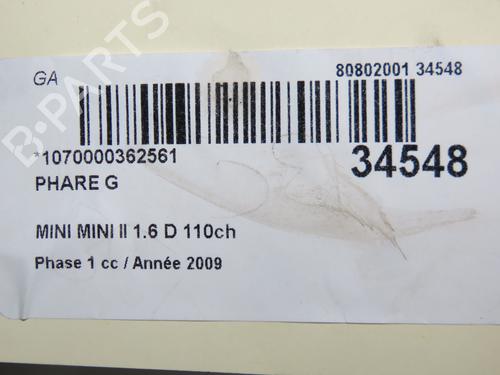 GA
80802001 34548
*1070000362561
34548
PHARE G
MINI MINI II 1.6 D 110ch
Phase 1 cc / Année 2009
B-PARTS